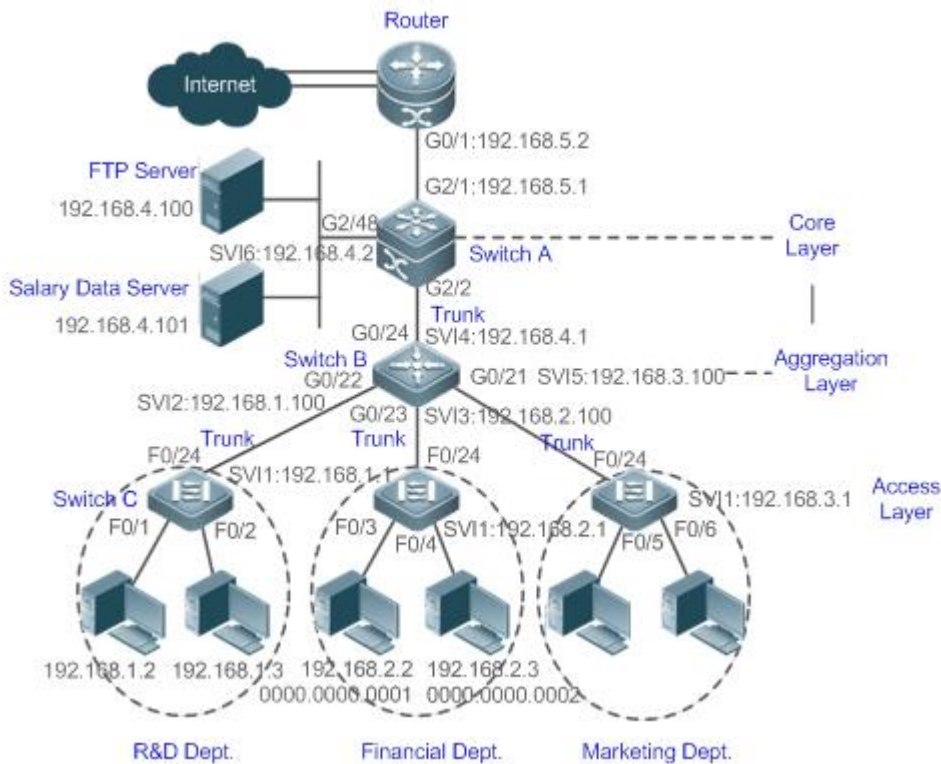 Router
Internet
G0/1:192.168.5.2
FTP Server
192.168.4.100
G2/1:192.168.5.1
G2/48
SVI6:192.168.4.2
Switch A
Core
Layer
Salary Data Server
192.168.4.101
G2/2
Trunk
G0/24
SVI4:192.168.4.1
Switch B
G0/22
G0/21
SVI5:192.168.3.100
Aggregation
Layer
SVI2:192.168.1.100
G0/23
SVI3:192.168.2.100
Trunk
Trunk
Trunk
F0/24
F0/24
F0/24
SVI1:192.168.1.1
Switch C
SVI1:192.168.3.1
Access
Layer
F0/1
F0/2
F0/3
F0/4
SVI1:192.168.2.1
F0/5
F0/6
192.168.1.2
192.168.1.3
192.168.2.2
192.168.2.3
0000.0000.0001
0000.0000.0002
R&D Dept.
Financial Dept.
Marketing Dept.